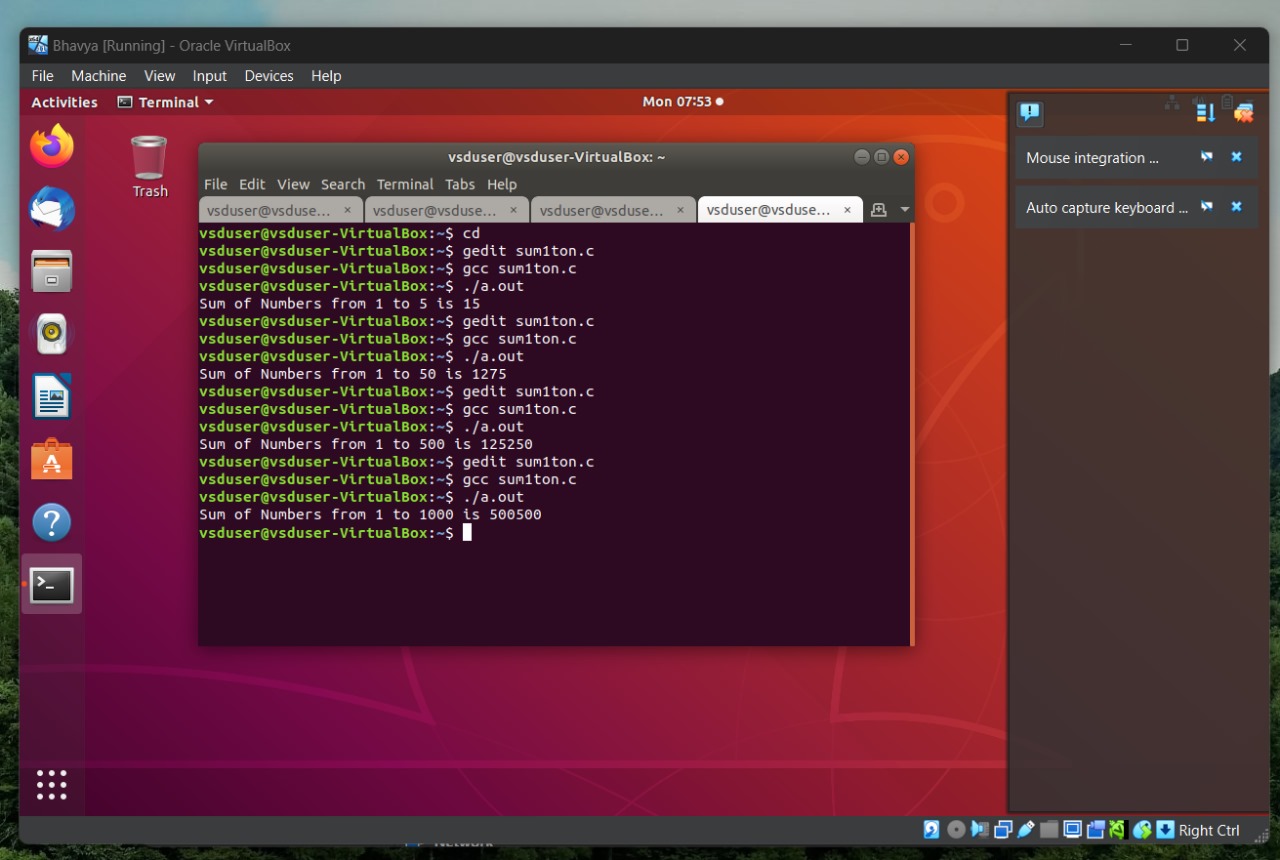 Bhavya [Running] - Oracle VirtualBox
File Machine View Input Devices Help
Activities Terminal Mon 07:53
Trash
vsduser@vsduser-VirtualBox: ~
File Edit View Search Terminal Tabs Help
vsduser@vsduse... × vsduser@vsduse... × vsduser@vsduse... × vsduser@vsduse... ×
vsduser@vsduser-VirtualBox:~$ cd
vsduser@vsduser-VirtualBox:~$ gedit sum1ton.c
vsduser@vsduser-VirtualBox:~$ gcc sum1ton.c
vsduser@vsduser-VirtualBox:~$ ./a.out
Sum of Numbers from 1 to 5 is 15
vsduser@vsduser-VirtualBox:~$ gedit sum1ton.c
vsduser@vsduser-VirtualBox:~$ gcc sum1ton.c
vsduser@vsduser-VirtualBox:~$ ./a.out
Sum of Numbers from 1 to 50 is 1275
vsduser@vsduser-VirtualBox:~$ gedit sum1ton.c
vsduser@vsduser-VirtualBox:~$ gcc sum1ton.c
vsduser@vsduser-VirtualBox:~$ ./a.out
Sum of Numbers from 1 to 500 is 125250
vsduser@vsduser-VirtualBox:~$ gedit sum1ton.c
vsduser@vsduser-VirtualBox:~$ gcc sum1ton.c
vsduser@vsduser-VirtualBox:~$ ./a.out
Sum of Numbers from 1 to 1000 is 500500
vsduser@vsduser-VirtualBox:~$
Mouse integration ...
Auto capture keyboard ...
Right Ctrl
Network